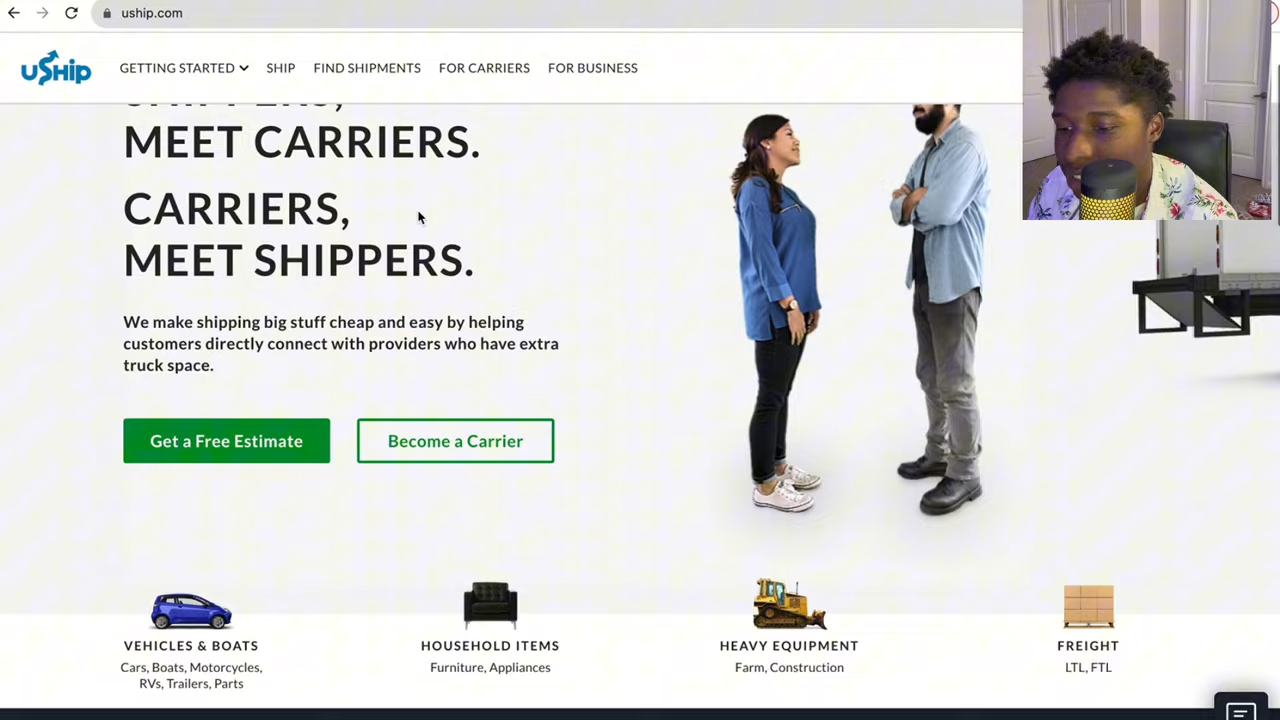 uship.com
uShip
GETTING STARTED
SHIP
FIND SHIPMENTS
FOR CARRIERS
FOR BUSINESS
SHIPPERS,
MEET CARRIERS.
CARRIERS,
MEET SHIPPERS.
We make shipping big stuff cheap and easy by helping
customers directly connect with providers who have extra
truck space.
Get a Free Estimate
Become a Carrier
VEHICLES & BOATS
Cars, Boats, Motorcycles,
RVs, Trailers, Parts
HOUSEHOLD ITEMS
Furniture, Appliances
HEAVY EQUIPMENT
Farm, Construction
FREIGHT
LTL, FTL